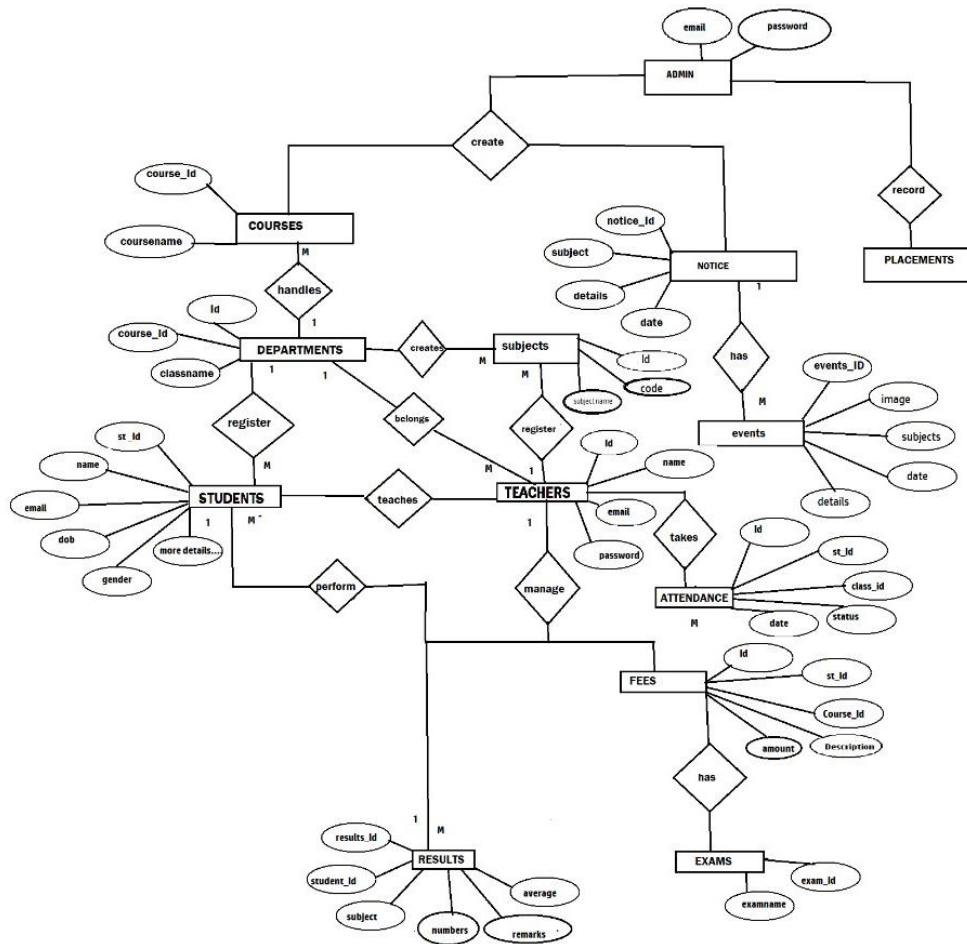 email
password
ADMIN
create
course_Id
record
COURSES
notice_Id
coursename
subject
NOTICE
PLACEMENTS
M
1
handles
details
Id
date
1
course_Id
DEPARTMENTS
creates
subjects
has
classname
1
1
M
M
Id
code
subject name
events_ID
image
M
register
belongs
register
events
subjects
st_Id
Id
date
name
M
M
1
name
details
STUDENTS
teaches
TEACHERS
email
1
M
email
1
dob
more details....
password
takes
Id
gender
st_Id
perform
manage
class_id
ATTENDANCE
status
M
date
Id
FEES
st_Id
Course_Id
amount
Description
has
1
M
results_Id
RESULTS
EXAMS
student_Id
average
exam_Id
subject
numbers
remarks
examname